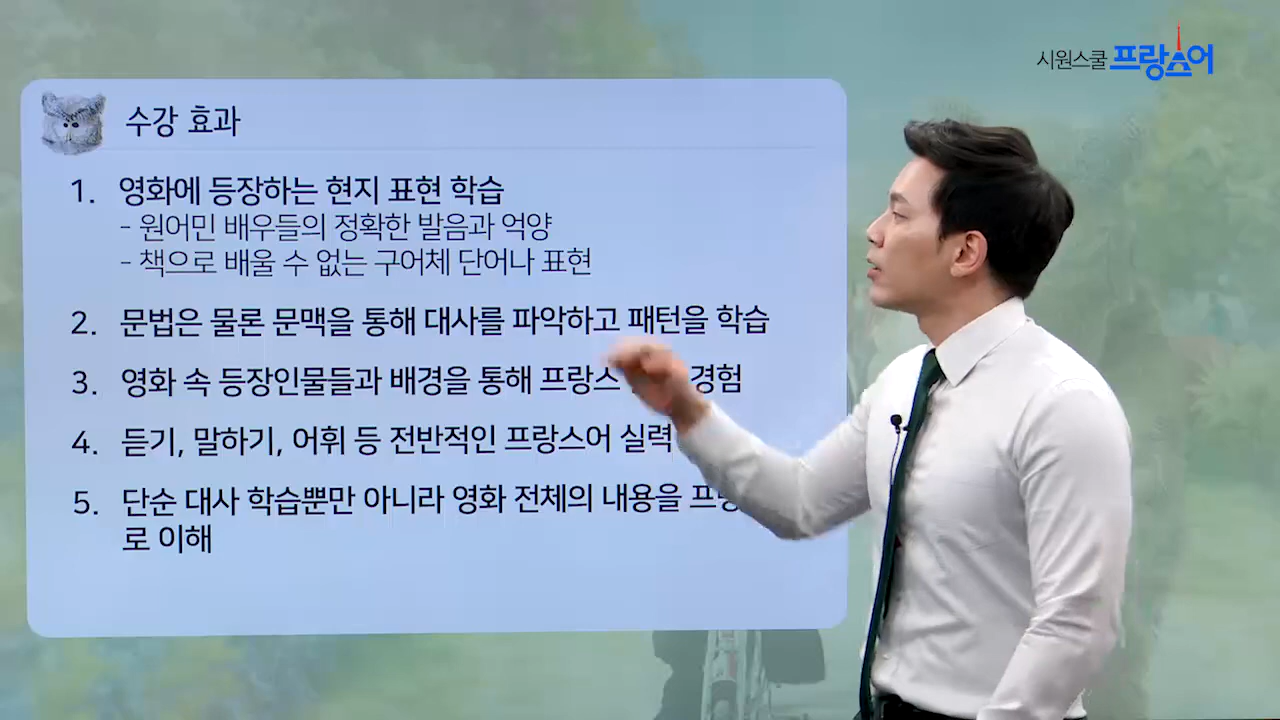 시원스쿨 프랑스어
수강 효과
1. 영화에 등장하는 현지 표현 학습
- 원어민 배우들의 정확한 발음과 억양
- 책으로 배울 수 없는 구어체 단어나 표현
2. 문법은 물론 문맥을 통해 대사를 파악하고 패턴을 학습
3. 영화 속 등장인물들과 배경을 통해 프랑스 경험
4. 듣기, 말하기, 어휘 등 전반적인 프랑스어 실력
5. 단순 대사 학습뿐만 아니라 영화 전체의 내용을
로 이해